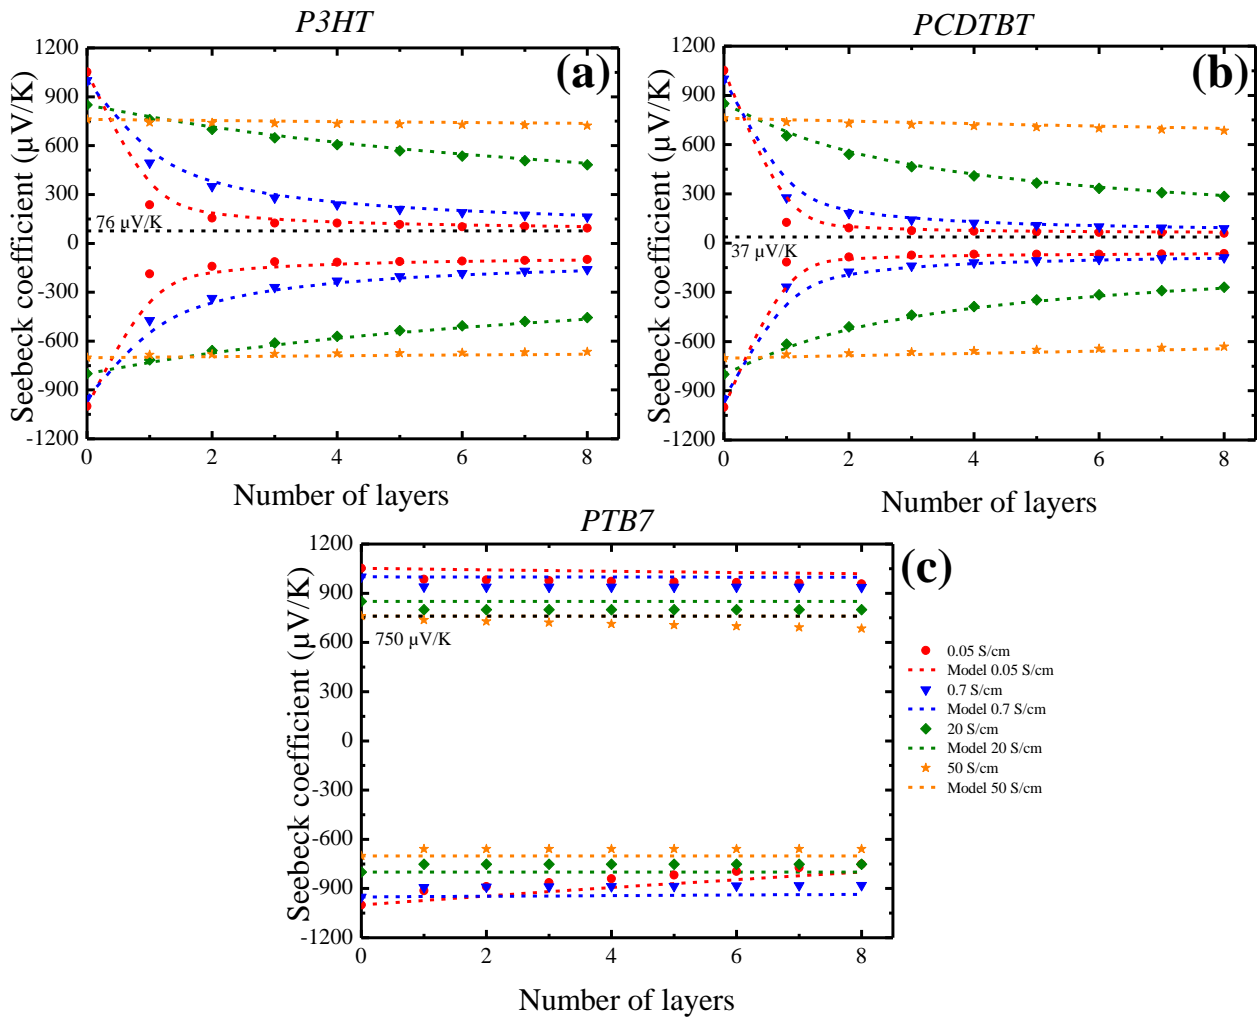 P3HT
(a)
Seebeck coefficient (µV/K)
1200
900
600
300
0
-300
-600
-900
-1200
76 µV/K
0 2 4 6 8
Number of layers
PCDTBT
(b)
Seebeck coefficient (µV/K)
1200
900
600
300
0
-300
-600
-900
-1200
37 µV/K
0 2 4 6 8
Number of layers
PTB7
(c)
Seebeck coefficient (µV/K)
1200
900
600
300
0
-300
-600
-900
-1200
750 µV/K
0 2 4 6 8
Number of layers
0.05 S/cm
Model 0.05 S/cm
0.7 S/cm
Model 0.7 S/cm
20 S/cm
Model 20 S/cm
50 S/cm
Model 50 S/cm